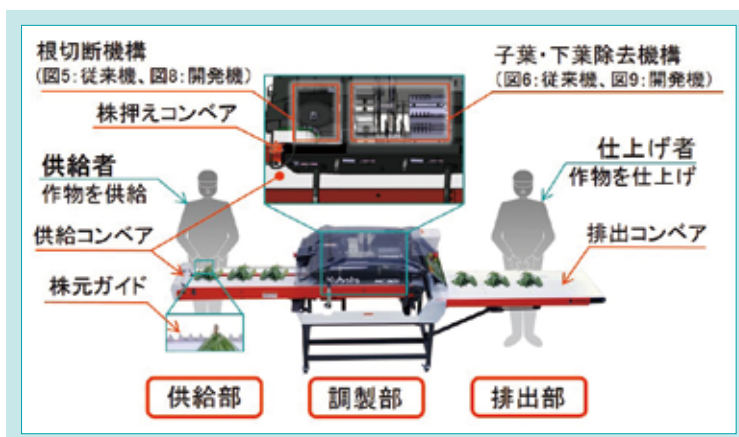 根切断機構
(図5:従来機、図8:開発機)
子葉・下葉除去機構
(図6:従来機、図9:開発機)
株押えコンベア
供給者
作物を供給
仕上げ者
作物を仕上げ
供給コンベア
排出コンベア
株元ガイド
Kubota
供給部
調製部
排出部